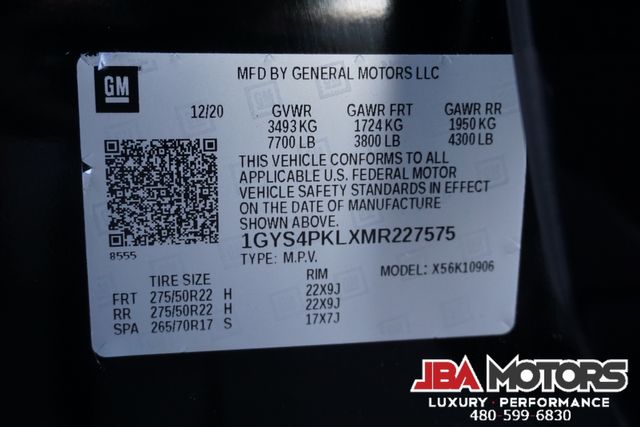 GM
MFD BY GENERAL MOTORS LLC
12/20 GVWR GAWR FRT GAWR RR
3493 KG 1724 KG 1950 KG
7700 LB 3800 LB 4300 LB
THIS VEHICLE CONFORMS TO ALL
APPLICABLE U.S. FEDERAL MOTOR
VEHICLE SAFETY STANDARDS IN EFFECT
ON THE DATE OF MANUFACTURE
SHOWN ABOVE.
8555
1GYS4PKLXMR227575
TYPE: M.P.V. MODEL: X56K10906
TIRE SIZE RIM
FRT 275/50R22 H 22X9J
RR 275/50R22 H 22X9J
SPA 265/70R17 S 17X7J
JBA MOTORS
LUXURY · PERFORMANCE
480-599-6830